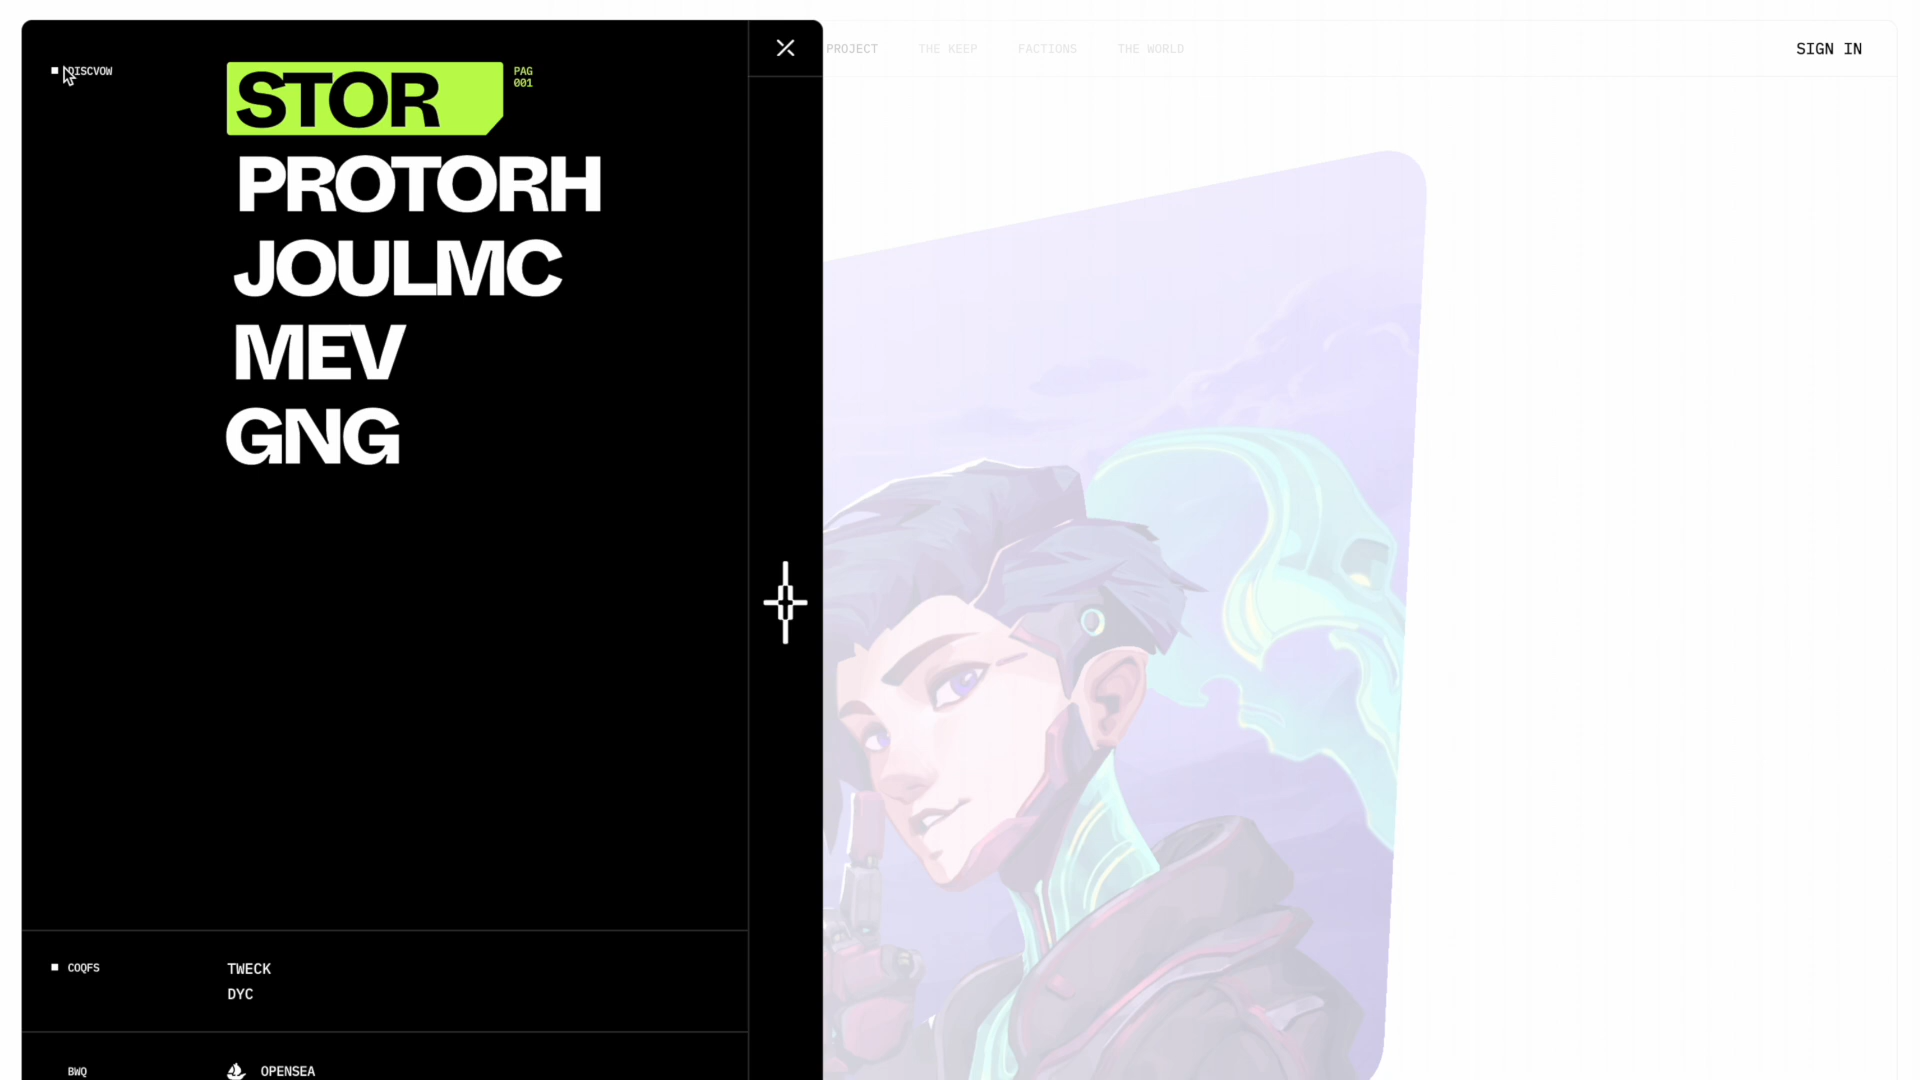 DISCVOW
STOR
PAG
001
PROTORH
JOULMC
MEV
GNG
COQFS
TWECK
DYC
BWQ
OPENSEA
PROJECT
THE KEEP
FACTIONS
THE WORLD
SIGN IN